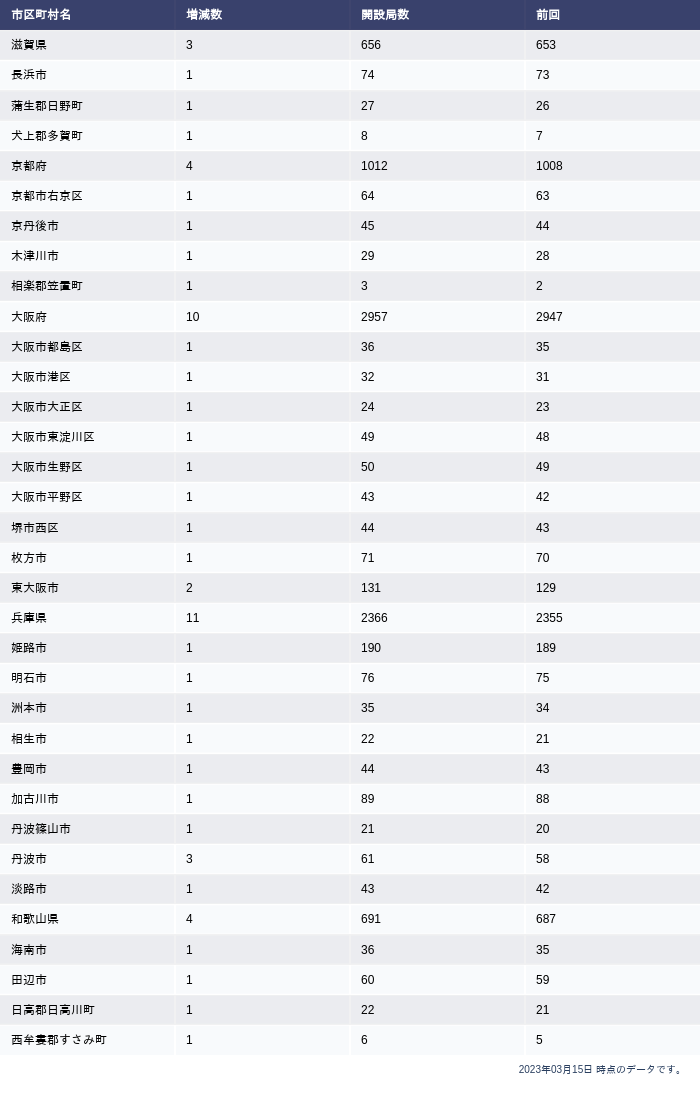 市区町村名 増減数 開設局数 前回
滋賀県 3 656 653
長浜市 1 74 73
蒲生郡日野町 1 27 26
犬上郡多賀町 1 8 7
京都府 4 1012 1008
京都市右京区 1 64 63
京丹後市 1 45 44
木津川市 1 29 28
相楽郡笠置町 1 3 2
大阪府 10 2957 2947
大阪市都島区 1 36 35
大阪市港区 1 32 31
大阪市大正区 1 24 23
大阪市東淀川区 1 49 48
大阪市生野区 1 50 49
大阪市平野区 1 43 42
堺市西区 1 44 43
枚方市 1 71 70
東大阪市 2 131 129
兵庫県 11 2366 2355
姫路市 1 190 189
明石市 1 76 75
洲本市 1 35 34
相生市 1 22 21
豊岡市 1 44 43
加古川市 1 89 88
丹波篠山市 1 21 20
丹波市 3 61 58
淡路市 1 43 42
和歌山県 4 691 687
海南市 1 36 35
田辺市 1 60 59
日高郡日高川町 1 22 21
西牟婁郡すさみ町 1 6 5
2023年03月15日 時点のデータです。